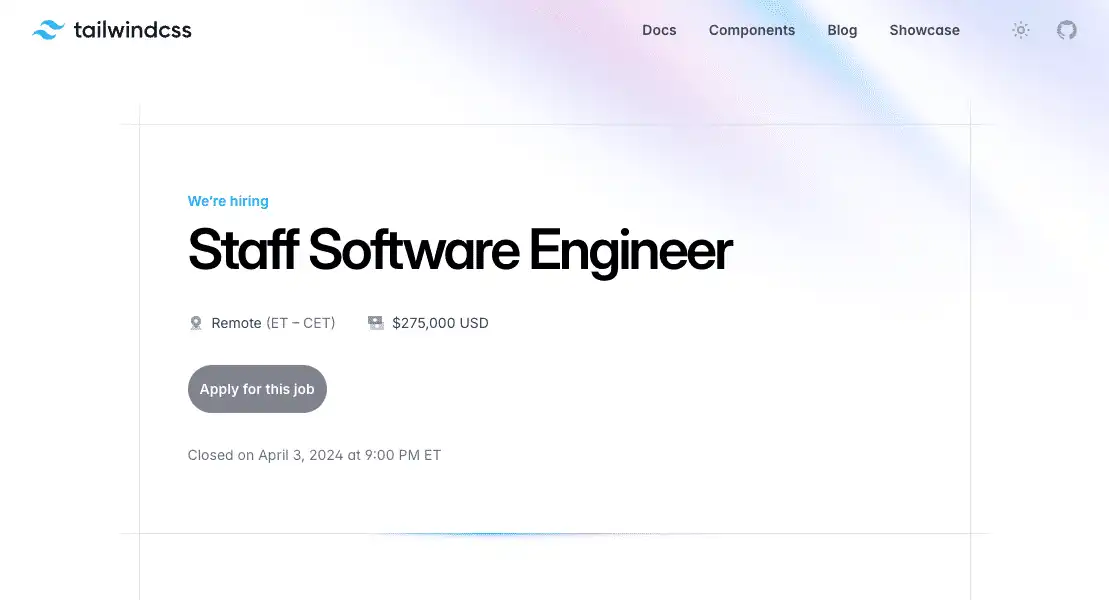 tailwindcss Docs Components Blog Showcase
We're hiring
Staff Software Engineer
Remote (ET – CET) $275,000 USD
Apply for this job
Closed on April 3, 2024 at 9:00 PM ET